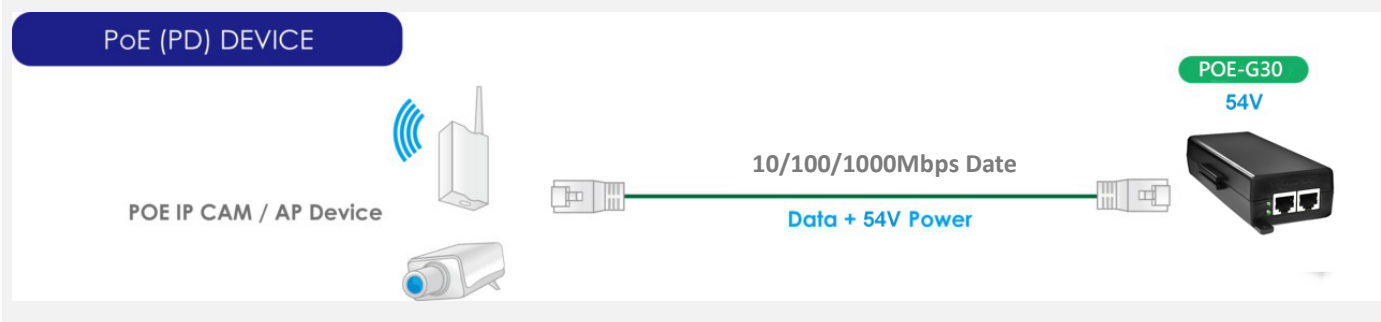 PoE (PD) DEVICE
POE-G30
54V
10/100/1000Mbps Date
POE IP CAM / AP Device
Data + 54V Power